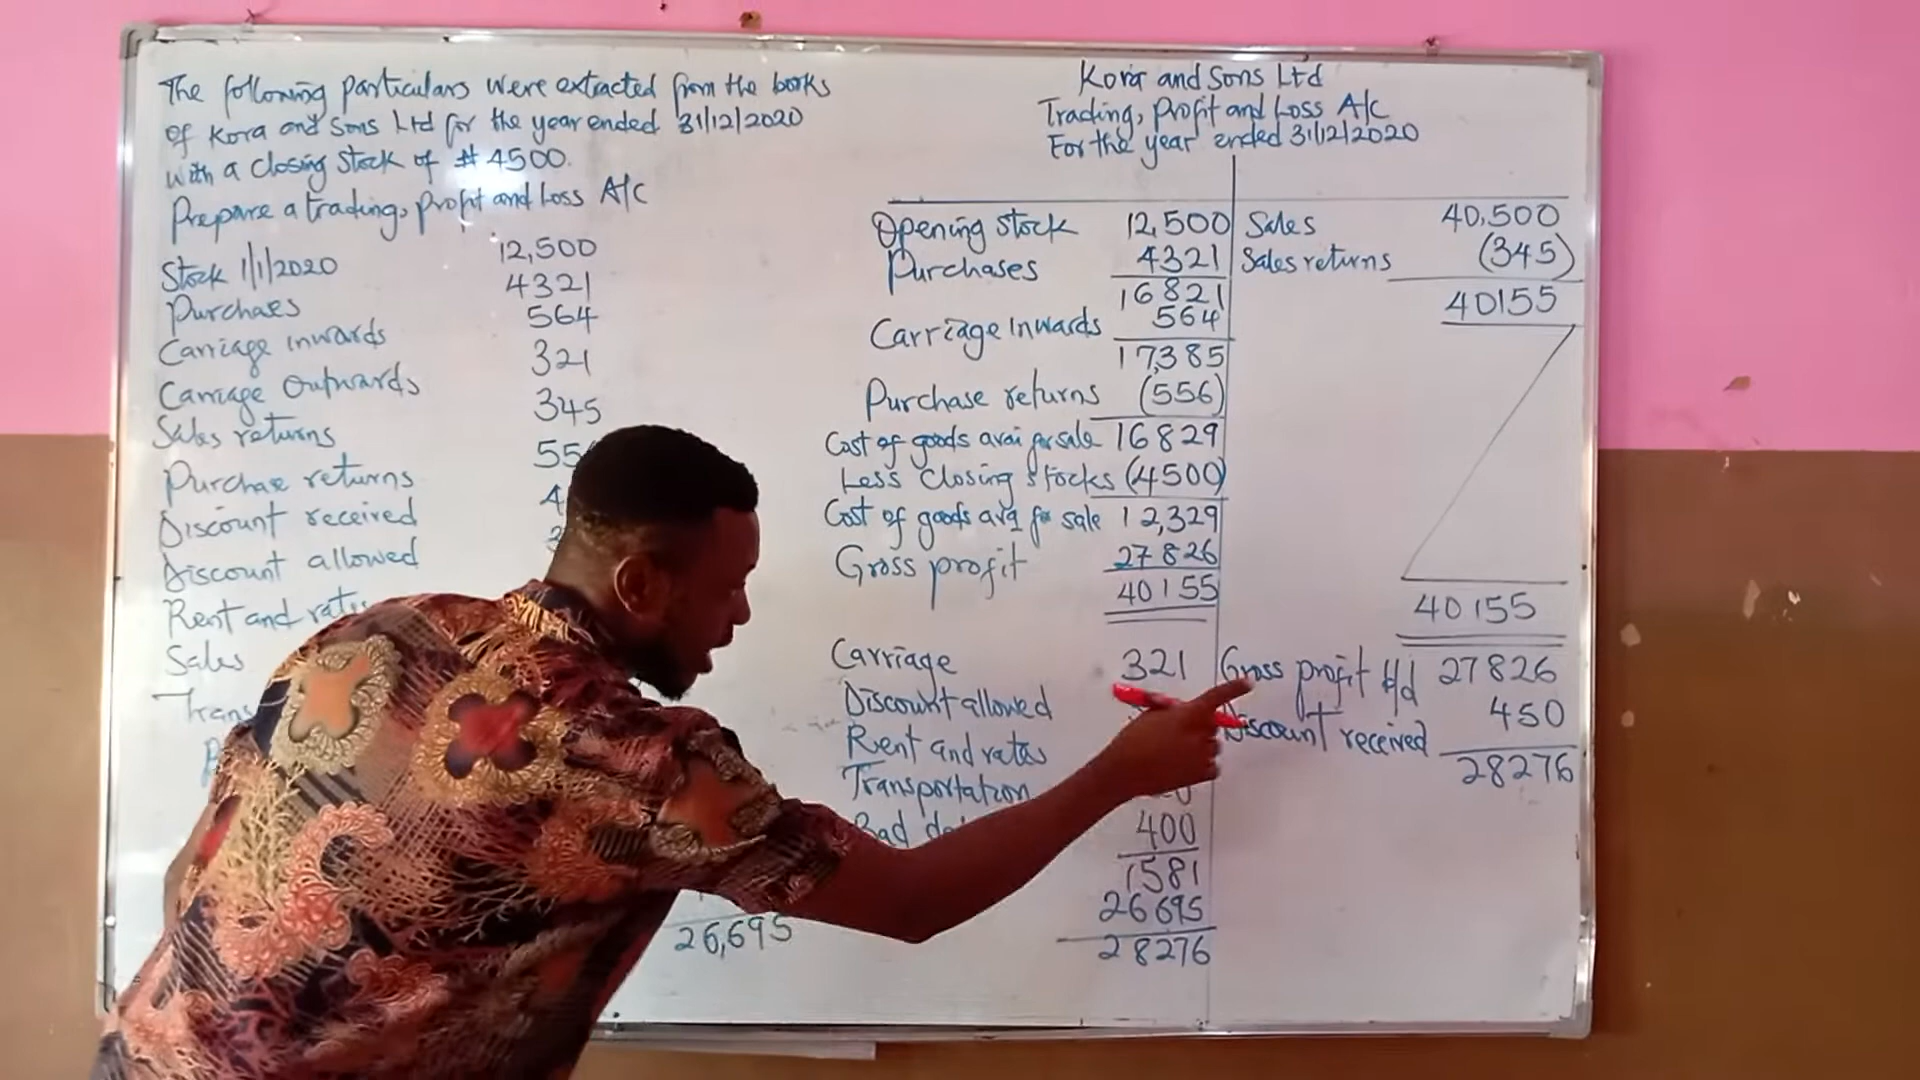 The following particulars were extracted from the books
of Kora and Sons Ltd for the year ended 31/12/2020
with a closing stock of #4500.
Prepare a trading, profit and loss A/C
Stock 1/1/2020 12,500
Purchases 4321
Carriage inwards 564
Carriage Outwards 321
Sales returns 345
Purchase returns 55
Discount received 4
Discount allowed
Rent and rates
Sales
Trans
26,695
Kora and Sons Ltd
Trading, Profit and Loss A/C
For the year ended 31/12/2020
Opening stock 12,500 Sales 40,500
Purchases 4321 Sales returns (345)
16821 40155
Carriage Inwards 564
17,385
Purchase returns (556)
Cost of goods avai for sale 16829
Less Closing stocks (4500)
Cost of goods ava for sale 12,329
Gross profit 27826
40155 40155
Carriage 321 Gross profit b/d 27826
Discount allowed Discount received 450
Rent and rates 28276
Transportation
Bad 400
1581
26695
28276